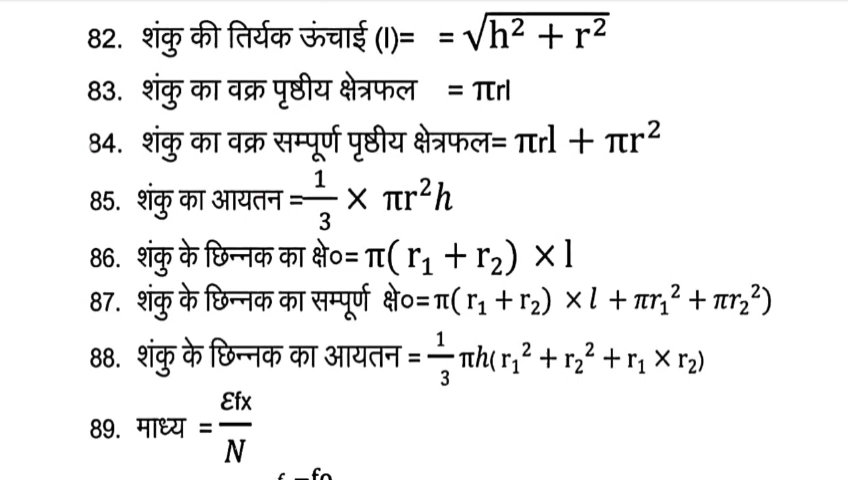 82. शंकु की तिर्यक ऊंचाई (l)= = √h² + r²
83. शंकु का वक्र पृष्ठीय क्षेत्रफल = πrl
84. शंकु का वक्र सम्पूर्ण पृष्ठीय क्षेत्रफल= πrl + πr²
85. शंकु का आयतन = 1/3 × πr²h
86. शंकु के छिन्नक का क्षे०= π( r₁ + r₂) × l
87. शंकु के छिन्नक का सम्पूर्ण क्षे०= π( r₁ + r₂) × l + πr₁² + πr₂²)
88. शंकु के छिन्नक का आयतन = 1/3 πh( r₁² + r₂² + r₁ × r₂)
89. माध्य = Ɛfx/N